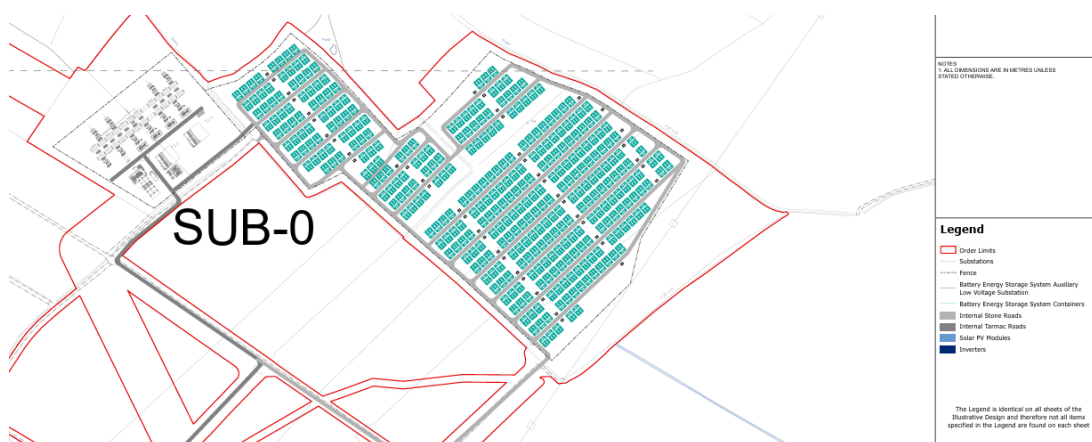 NOTES
1. ALL DIMENSIONS ARE IN METRES UNLESS
STATED OTHERWISE.
SUB-0
Legend
Order Limits
Substations
Fence
Battery Energy Storage System Auxiliary
Low Voltage Substation
Battery Energy Storage System Containers
Internal Stone Roads
Internal Tarmac Roads
Solar PV Modules
Inverters
The Legend is identical on all sheets of the
Illustrative Design and therefore not all items
specified in the Legend are found on each sheet